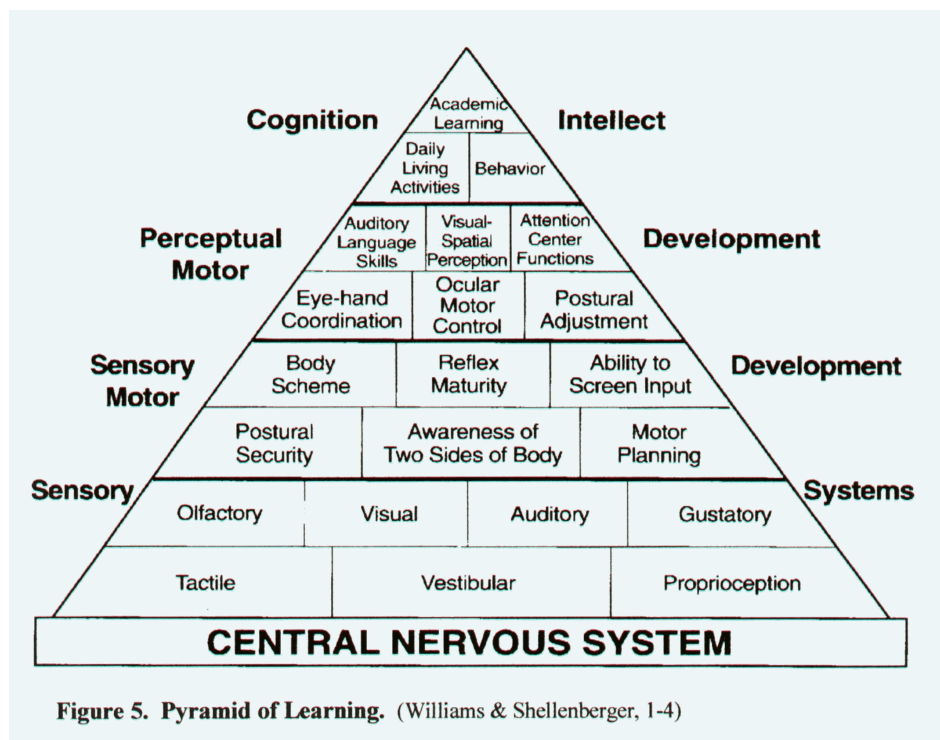 Academic
Learning
Cognition
Intellect
Daily
Living
Activities
Behavior
Auditory
Language
Skills
Visual-
Spatial
Perception
Attention
Center
Functions
Perceptual
Motor
Development
Eye-hand
Coordination
Ocular
Motor
Control
Postural
Adjustment
Body
Scheme
Reflex
Maturity
Ability to
Screen Input
Sensory
Motor
Development
Postural
Security
Awareness of
Two Sides of Body
Motor
Planning
Sensory
Systems
Olfactory
Visual
Auditory
Gustatory
Tactile
Vestibular
Proprioception
CENTRAL NERVOUS SYSTEM
Figure 5. Pyramid of Learning. (Williams & Shellenberger, 1-4)